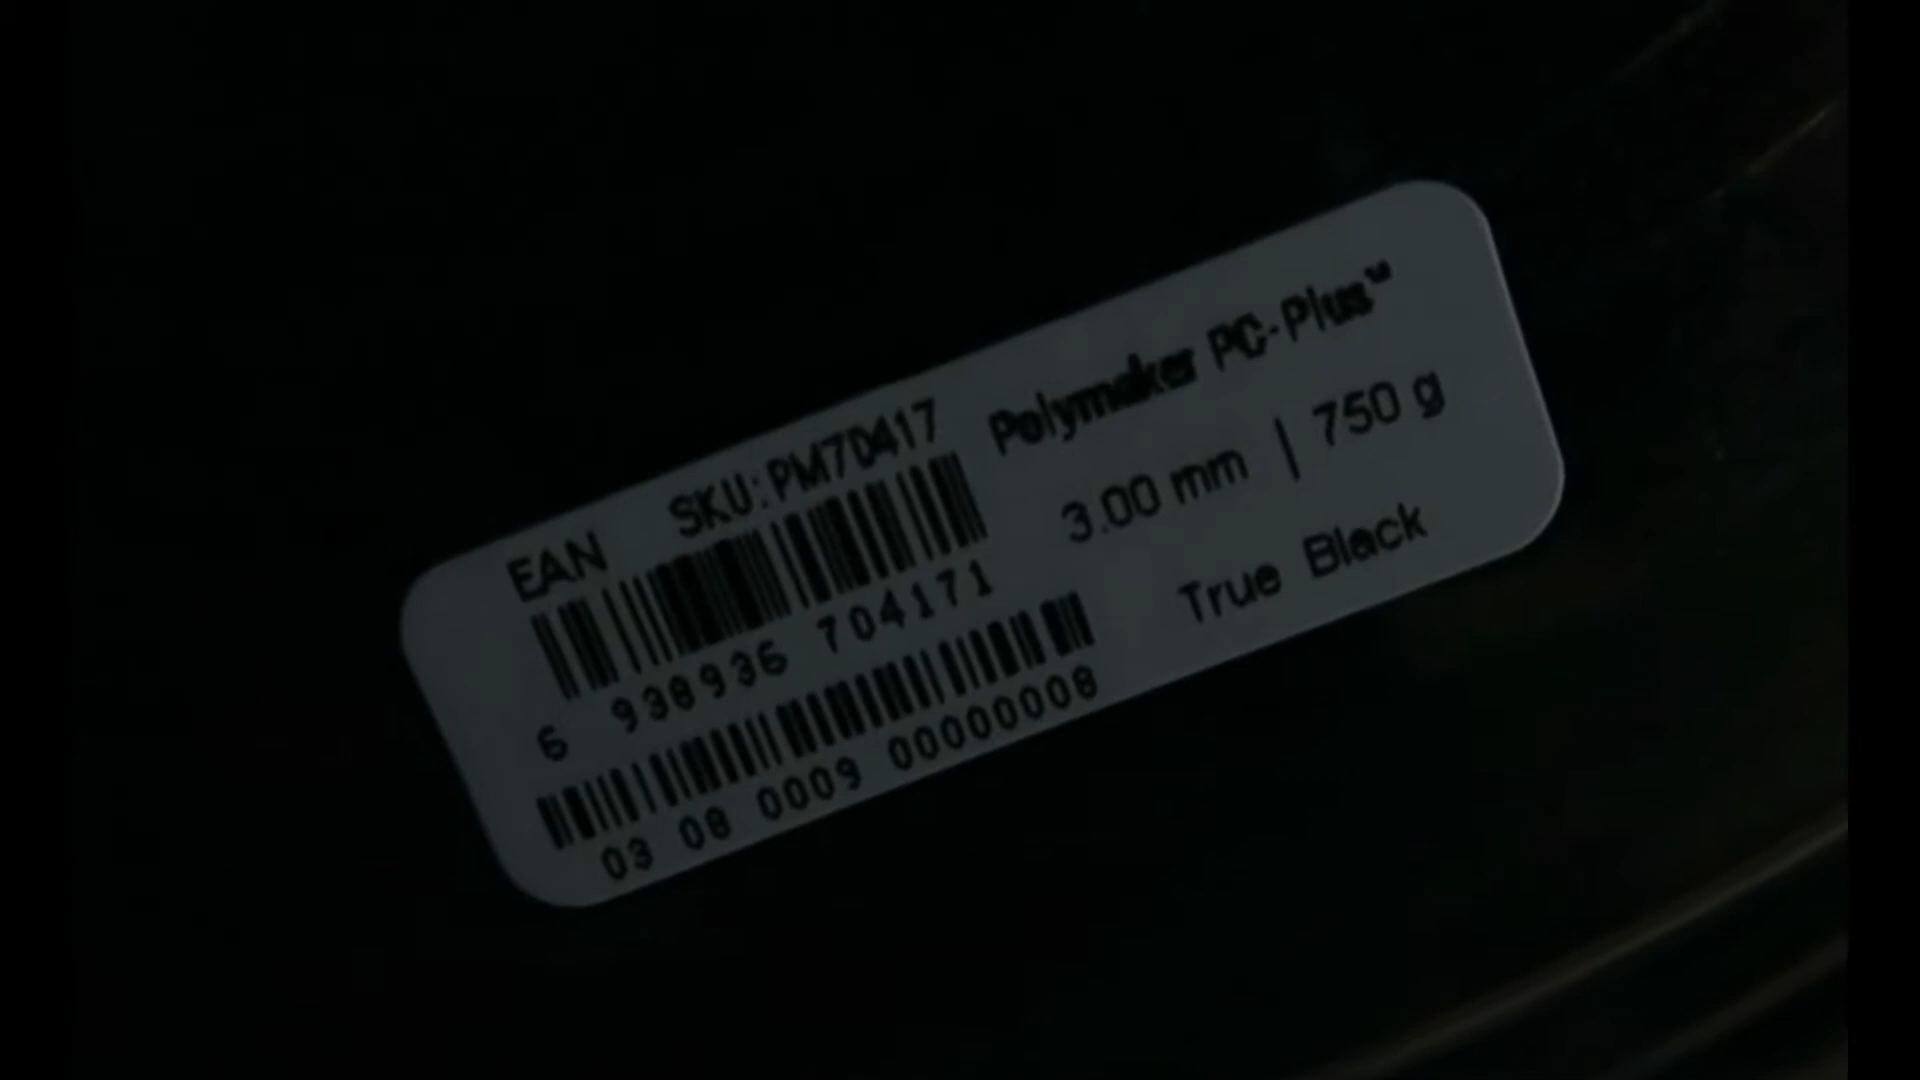 EAN SKU:PM70417
6 938936 704171
03 08 0009 00000008
Polymaker PC-Plus™
3.00 mm | 750 g
True Black